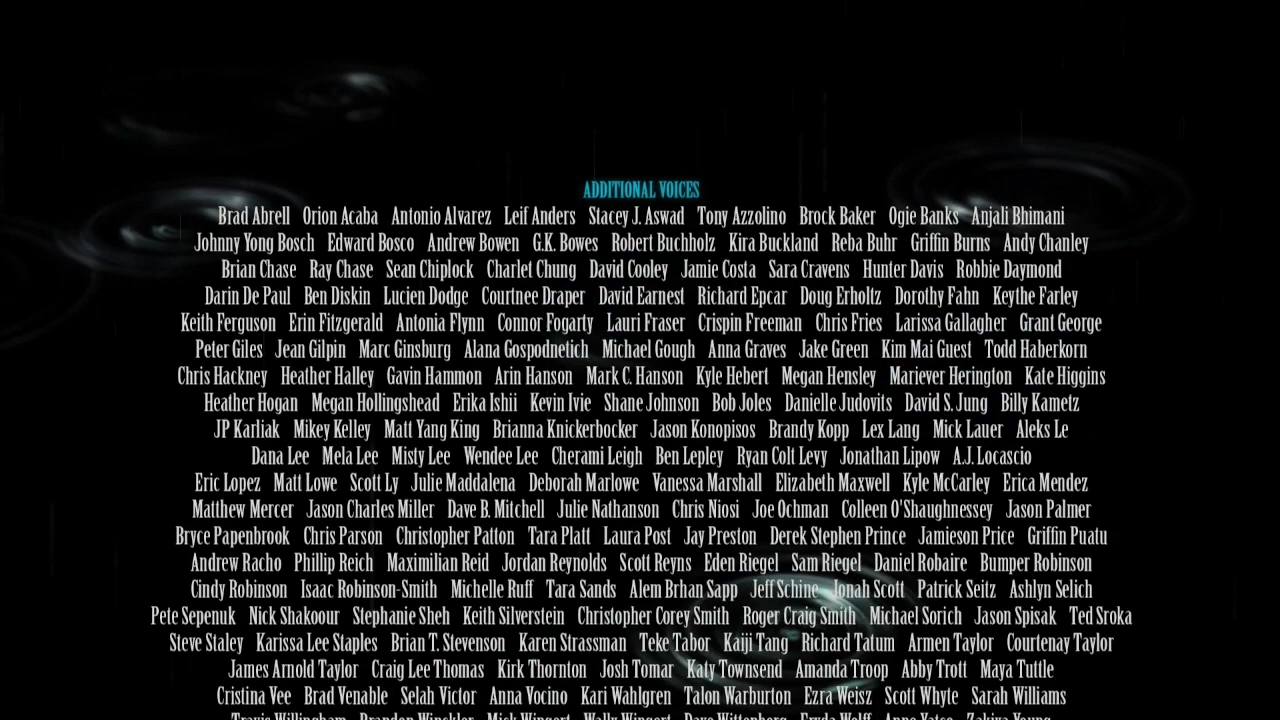 ADDITIONAL VOICES
Brad Abrell Orion Acaba Antonio Alvarez Leif Anders Stacey J. Aswad Tony Azzolino Brock Baker Ogie Banks Anjali Bhimani
Johnny Yong Bosch Edward Bosco Andrew Bowen G.K. Bowes Robert Buchholz Kira Buckland Reba Buhr Griffin Burns Andy Chanley
Brian Chase Ray Chase Sean Chiplock Charlet Chung David Cooley Jamie Costa Sara Cravens Hunter Davis Robbie Daymond
Darin De Paul Ben Diskin Lucien Dodge Courtnee Draper David Earnest Richard Epcar Doug Erholtz Dorothy Fahn Keythe Farley
Keith Ferguson Erin Fitzgerald Antonia Flynn Connor Fogarty Lauri Fraser Crispin Freeman Chris Fries Larissa Gallagher Grant George
Peter Giles Jean Gilpin Marc Ginsburg Alana Gospodnetich Michael Gough Anna Graves Jake Green Kim Mai Guest Todd Haberkorn
Chris Hackney Heather Halley Gavin Hammon Arin Hanson Mark C. Hanson Kyle Hebert Megan Hensley Mariever Herington Kate Higgins
Heather Hogan Megan Hollingshead Erika Ishii Kevin Ivie Shane Johnson Bob Joles Danielle Judovits David S. Jung Billy Kametz
JP Karliak Mikey Kelley Matt Yang King Brianna Knickerbocker Jason Konopisos Brandy Kopp Lex Lang Mick Lauer Aleks Le
Dana Lee Mela Lee Misty Lee Wendee Lee Cherami Leigh Ben Lepley Ryan Colt Levy Jonathan Lipow A.J. Locascio
Eric Lopez Matt Lowe Scott Ly Julie Maddalena Deborah Marlowe Vanessa Marshall Elizabeth Maxwell Kyle McCarley Erica Mendez
Matthew Mercer Jason Charles Miller Dave B. Mitchell Julie Nathanson Chris Niosi Joe Ochman Colleen O'Shaughnessey Jason Palmer
Bryce Papenbrook Chris Parson Christopher Patton Tara Platt Laura Post Jay Preston Derek Stephen Prince Jamieson Price Griffin Puatu
Andrew Racho Phillip Reich Maximilian Reid Jordan Reynolds Scott Reyns Eden Riegel Sam Riegel Daniel Robaire Bumper Robinson
Cindy Robinson Isaac Robinson-Smith Michelle Ruff Tara Sands Alem Brhan Sapp Jeff Schine Jonah Scott Patrick Seitz Ashlyn Selich
Pete Sepenuk Nick Shakoour Stephanie Sheh Keith Silverstein Christopher Corey Smith Roger Craig Smith Michael Sorich Jason Spisak Ted Sroka
Steve Staley Karissa Lee Staples Brian T. Stevenson Karen Strassman Teke Tabor Kaiji Tang Richard Tatum Armen Taylor Courtenay Taylor
James Arnold Taylor Craig Lee Thomas Kirk Thornton Josh Tomar Katy Townsend Amanda Troop Abby Trott Maya Tuttle
Cristina Vee Brad Venable Selah Victor Anna Vocino Kari Wahlgren Talon Warburton Ezra Weisz Scott Whyte Sarah Williams
Travis Willingham Brandon Winckler Mick Wingert Wally Wingert Dave Wittenberg